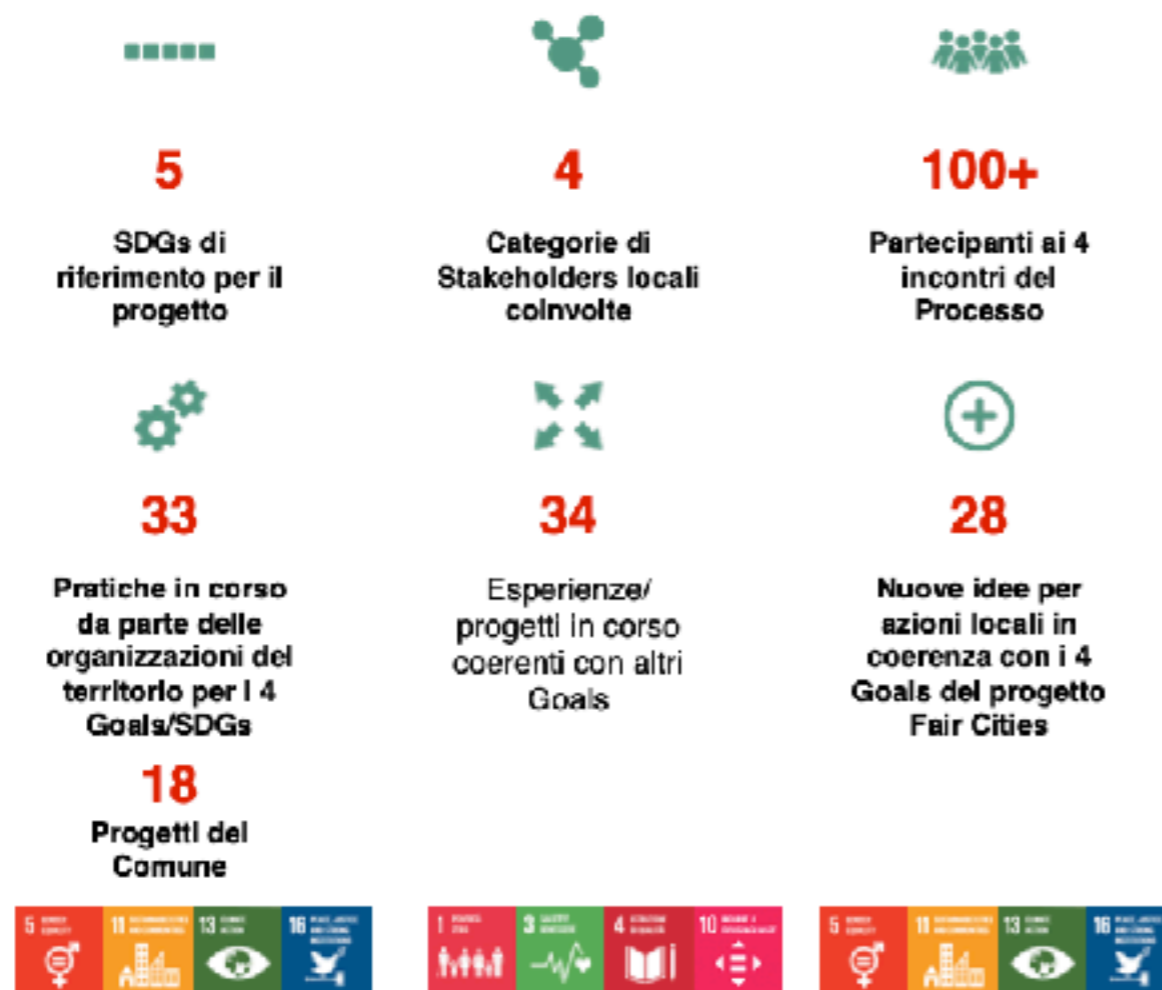 5
SDGs di
riferimento per il
progetto
4
Categorie di
Stakeholders locali
coinvolte
100+
Partecipanti ai 4
incontri del
Processo
33
Pratiche in corso
da parte delle
organizzazioni del
territorio per i 4
Goals/SDGs
18
Progetti del
Comune
34
Esperienze/
progetti in corso
coerenti con altri
Goals
28
Nuove idee per
azioni locali in
coerenza con i 4
Goals del progetto
Fair Cities
5
11
13
16
1
3
4
10
5
11
13
16